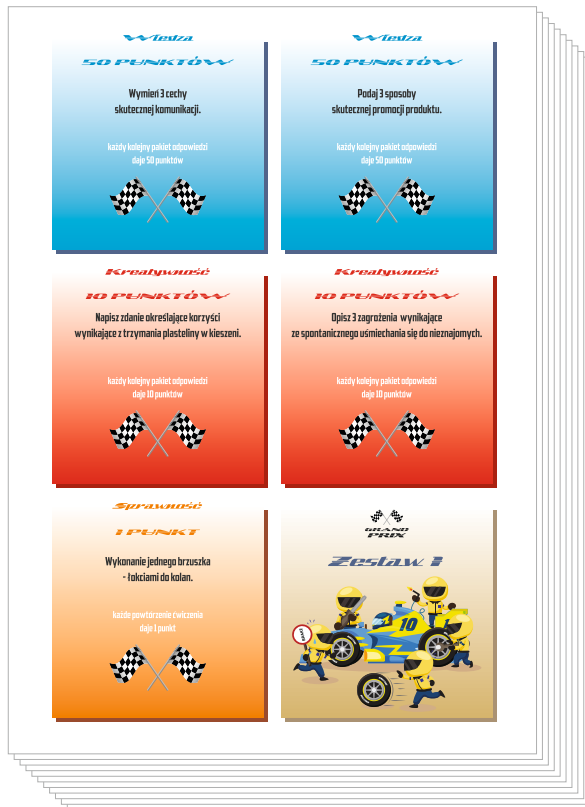 Wiedza
50 PUNKTÓW
Wymień 3 cechy
skutecznej komunikacji.
każdy kolejny pakiet odpowiedzi
daje 50 punktów
Wiedza
50 PUNKTÓW
Podaj 3 sposoby
skutecznej promocji produktu.
każdy kolejny pakiet odpowiedzi
daje 50 punktów
Kreatywność
10 PUNKTÓW
Napisz zdanie określające korzyści
wynikające z trzymania plasteliny w kieszeni.
każdy kolejny pakiet odpowiedzi
daje 10 punktów
Kreatywność
10 PUNKTÓW
Opisz 3 zagrożenia wynikające
ze spontanicznego uśmiechania się do nieznajomych.
każdy kolejny pakiet odpowiedzi
daje 10 punktów
Sprawność
1 PUNKT
Wykonanie jednego brzuszka
- łokciami do kolan.
każde powtórzenie ćwiczenia
daje 1 punkt
GRAND
PRIX
Zestaw 1
10